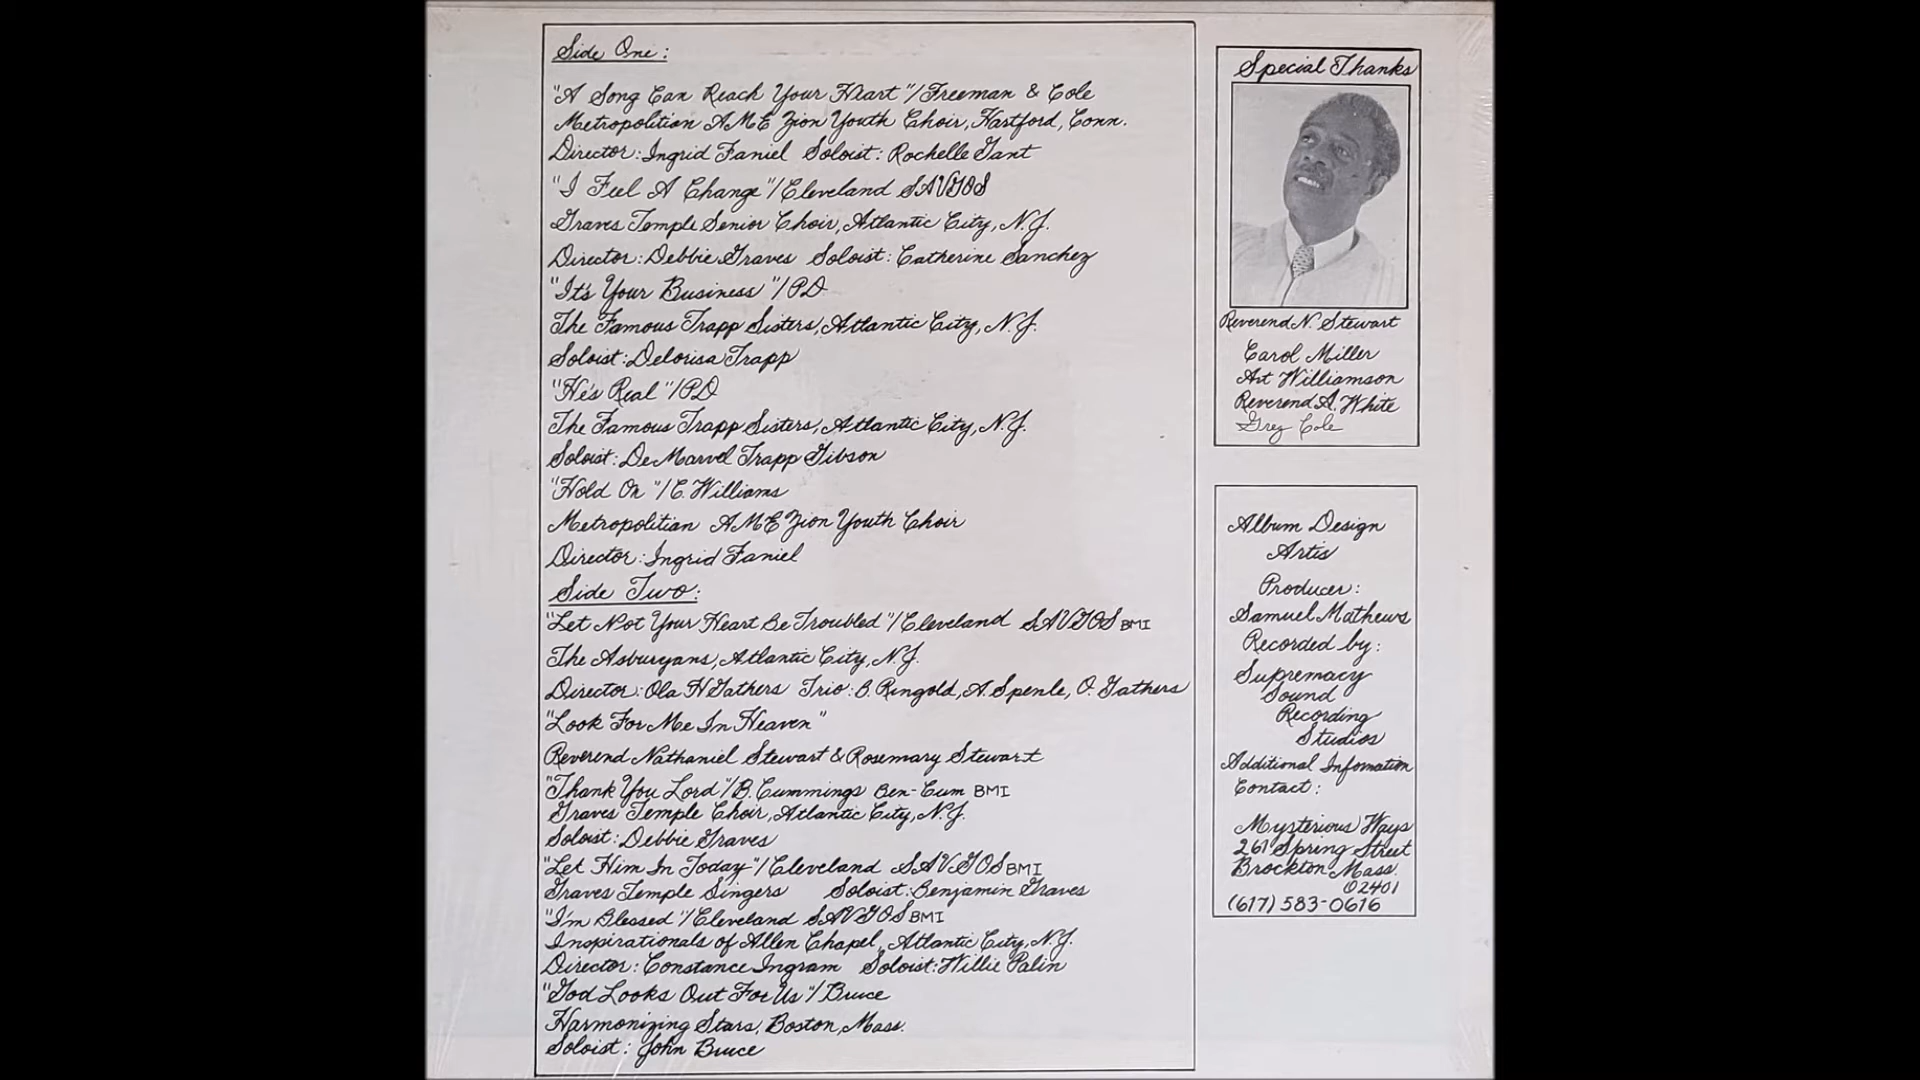 Side One:
"A Song Can Reach Your Heart"/Freeman & Cole
Metropolitian AME Zion Youth Choir, Hartford, Conn.
Director: Ingrid Faniel Soloist: Rochelle Gant
"I Feel A Change"/Cleveland SAVGOS
Graves Temple Senior Choir, Atlantic City, N.J.
Director: Debbie Graves Soloist: Catherine Sanchez
"It's Your Business"/PD
The Famous Trapp Sisters, Atlantic City, N.J.
Soloist: Delorisa Trapp
"He's Real"/PD
The Famous Trapp Sisters, Atlantic City, N.J.
Soloist: DeMarvel Trapp Gibson
"Hold On"/C. Williams
Metropolitian AME Zion Youth Choir
Director: Ingrid Faniel
Side Two:
"Let Not Your Heart Be Troubled"/Cleveland SAVGOS BMI
The Asburyans, Atlantic City, N.J.
Director: Ola H Gathers Trio: B. Ringold, A. Spenle, O. Gathers
"Look For Me In Heaven"
Reverend Nathaniel Stewart & Rosemary Stewart
"Thank You Lord"/B. Cummings Ben-Cum BMI
Graves Temple Choir, Atlantic City, N.J.
Soloist: Debbie Graves
"Let Him In Today"/Cleveland SAVGOS BMI
Graves Temple Singers Soloist: Benjamin Graves
"I'm Blessed"/Cleveland SAVGOS BMI
Inspirationals of Allen Chapel, Atlantic City, N.J.
Director: Constance Ingram Soloist: Willie Palin
"God Looks Out For Us"/Bruce
Harmonizing Stars, Boston, Mass.
Soloist: John Bruce
Special Thanks
Reverend N. Stewart
Carol Miller
Art Williamson
Reverend A. White
Greg Cole
Album Design
Artis
Producer:
Samuel Mathews
Recorded by:
Supremacy
Sound
Recording
Studios
Additional Infomation
Contact:
Mysterious Ways
261 Spring Street
Brockton, Mass.
02401
(617) 583-0616